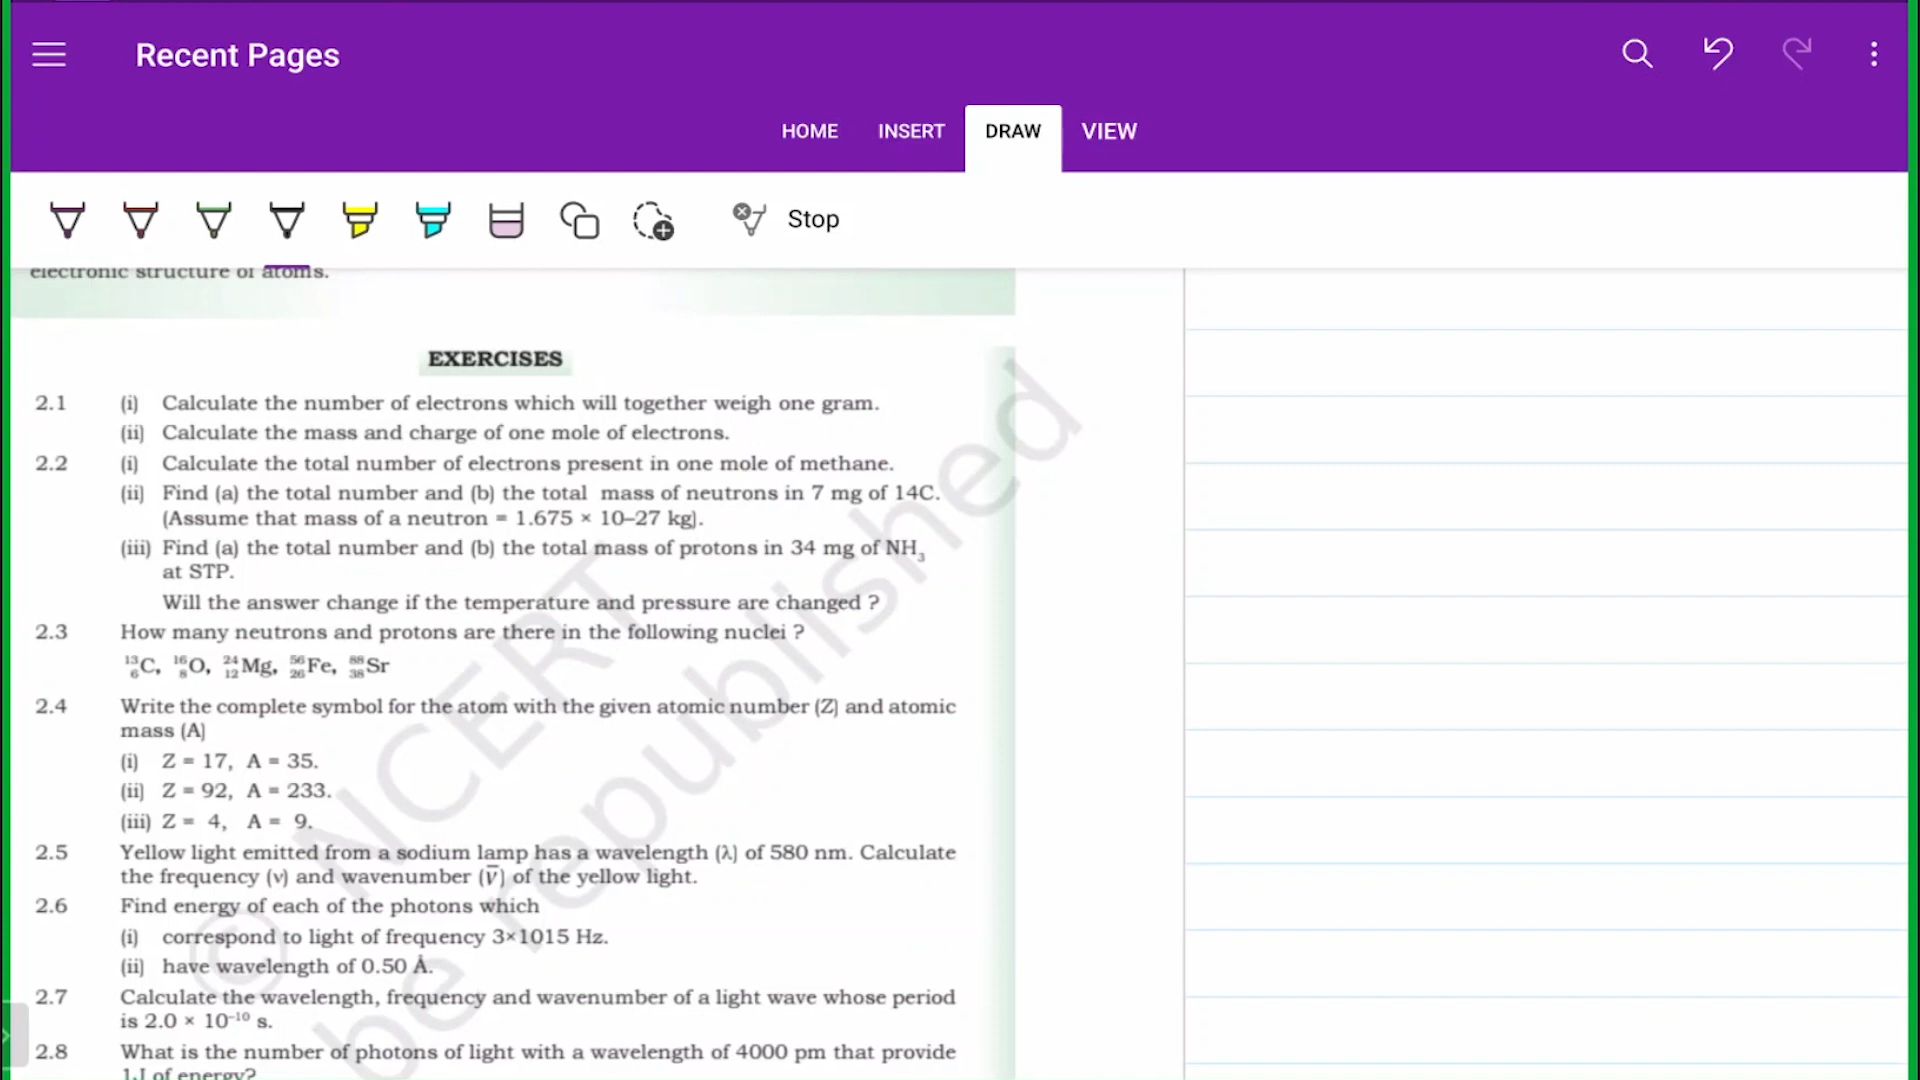 Recent Pages
HOME INSERT DRAW VIEW
Stop
electronic structure of atoms.
EXERCISES
2.1 (i) Calculate the number of electrons which will together weigh one gram.
(ii) Calculate the mass and charge of one mole of electrons.
2.2 (i) Calculate the total number of electrons present in one mole of methane.
(ii) Find (a) the total number and (b) the total mass of neutrons in 7 mg of 14C.
(Assume that mass of a neutron = 1.675 × 10–27 kg).
(iii) Find (a) the total number and (b) the total mass of protons in 34 mg of NH₃
at STP.
Will the answer change if the temperature and pressure are changed ?
2.3 How many neutrons and protons are there in the following nuclei ?
¹³₆C, ¹⁶₈O, ²⁴₁₂Mg, ⁵⁶₂₆Fe, ⁸⁸₃₈Sr
2.4 Write the complete symbol for the atom with the given atomic number (Z) and atomic
mass (A)
(i) Z = 17, A = 35.
(ii) Z = 92, A = 233.
(iii) Z = 4, A = 9.
2.5 Yellow light emitted from a sodium lamp has a wavelength (λ) of 580 nm. Calculate
the frequency (ν) and wavenumber (ν̅) of the yellow light.
2.6 Find energy of each of the photons which
(i) correspond to light of frequency 3×1015 Hz.
(ii) have wavelength of 0.50 Å.
2.7 Calculate the wavelength, frequency and wavenumber of a light wave whose period
is 2.0 × 10⁻¹⁰ s.
2.8 What is the number of photons of light with a wavelength of 4000 pm that provide
1J of energy?
© NCERT
be republished